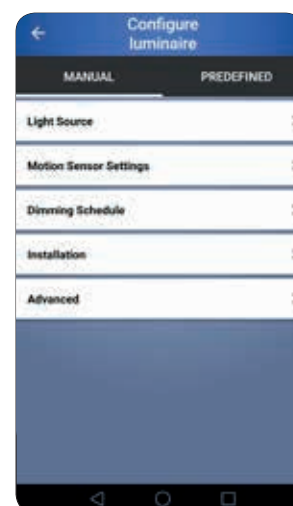 Configure
luminaire
MANUAL PREDEFINED
Light Source
Motion Sensor Settings
Dimming Schedule
Installation
Advanced